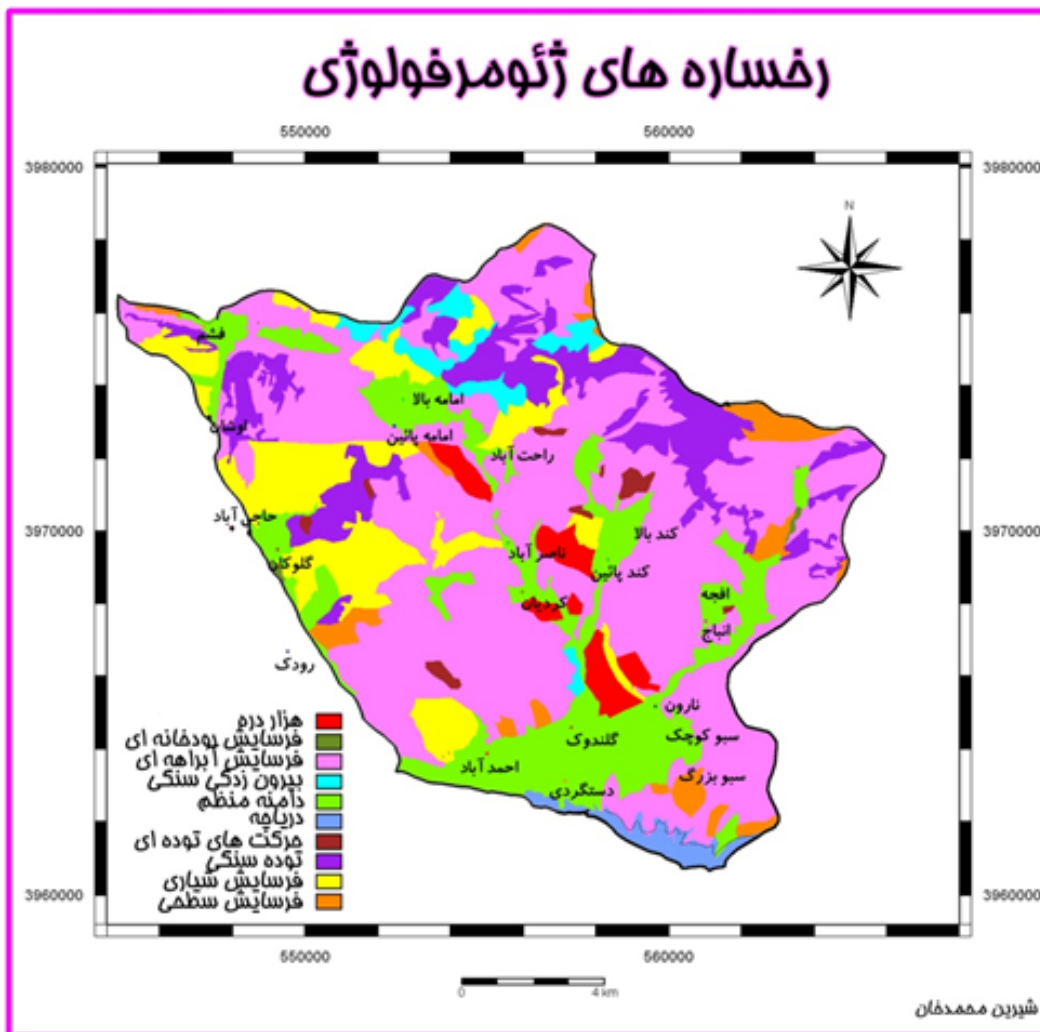 رخساره های ژئومرفولوژی
550000
560000
3980000
3980000
N
فشم
اوشان
امامه بالا
امامه پائین
راحت آباد
حاجی آباد
3970000
3970000
کند بالا
ناصر آباد
کند پائین
گلوکان
افجه
کردیان
انباج
رودک
نارون
سبو کوچک
گلندوک
سبو بزرگ
احمد آباد
دستگردی
هزار دره
فرسایش رودخانه ای
فرسایش آبراهه ای
بیرون زدگی سنگی
دامنه منظم
دریاچه
حرکت های توده ای
توده سنگی
فرسایش شیاری
فرسایش سطحی
3960000
3960000
550000
560000
0
4 km
شیرین محمدخان